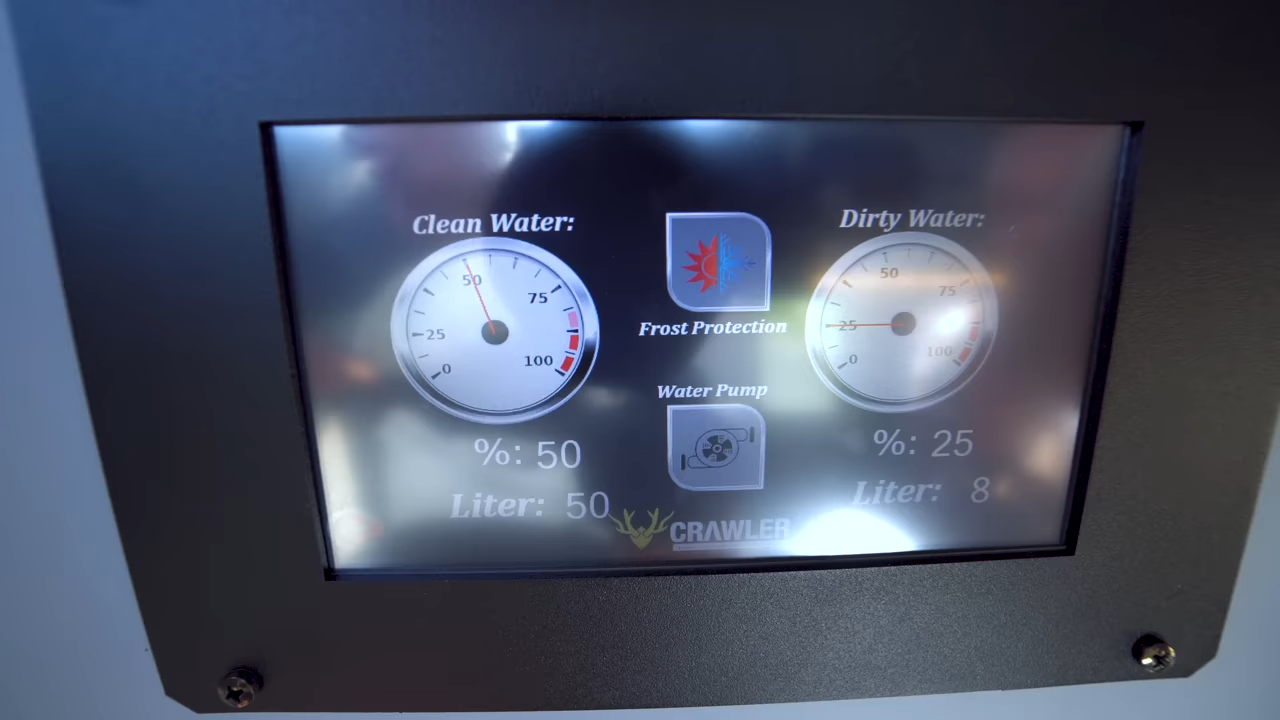 Clean Water:
50
75
25
0
100
%: 50
Liter: 50
Frost Protection
Water Pump
CRAWLER
Dirty Water:
50
75
25
0
100
%: 25
Liter: 8